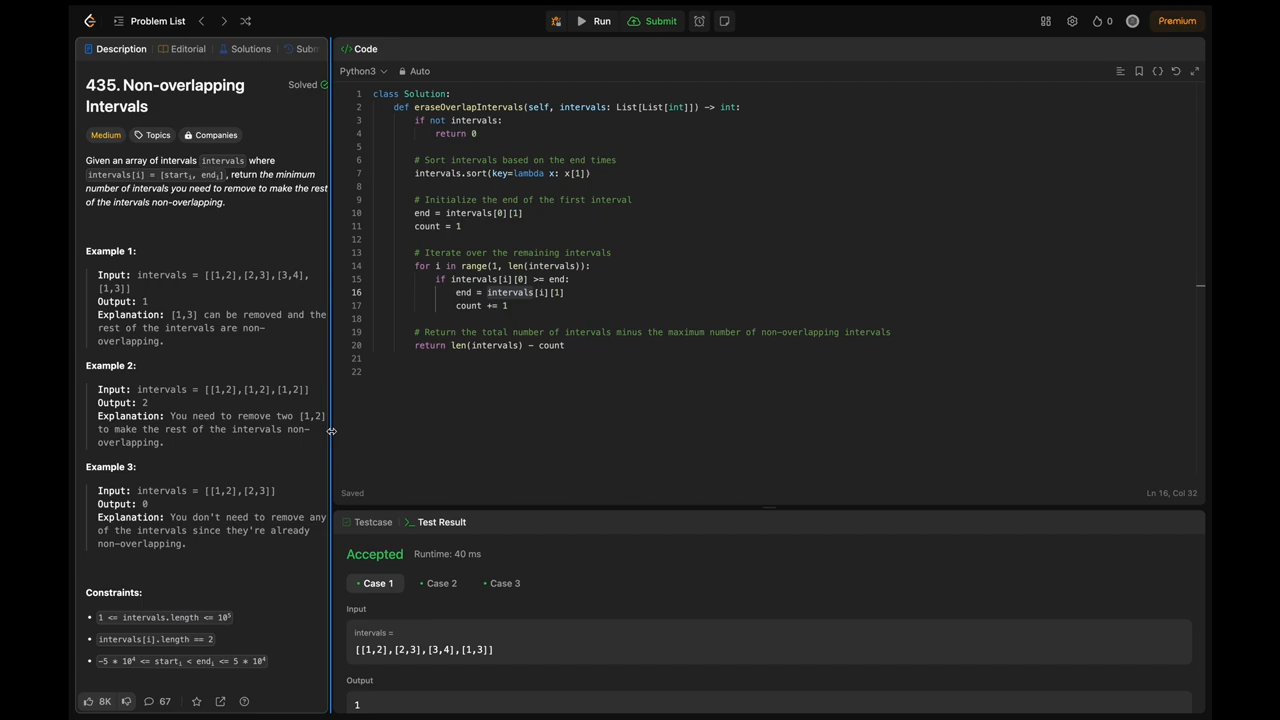 Problem List
Run
Submit
0
Premium
Description
Editorial
Solutions
Subm
435. Non-overlapping
Intervals
Solved
Medium
Topics
Companies
Given an array of intervals intervals where
intervals[i] = [starti, endi], return the minimum
number of intervals you need to remove to make the rest
of the intervals non-overlapping.
Example 1:
Input: intervals = [[1,2],[2,3],[3,4],
[1,3]]
Output: 1
Explanation: [1,3] can be removed and the
rest of the intervals are non-
overlapping.
Example 2:
Input: intervals = [[1,2],[1,2],[1,2]]
Output: 2
Explanation: You need to remove two [1,2]
to make the rest of the intervals non-
overlapping.
Example 3:
Input: intervals = [[1,2],[2,3]]
Output: 0
Explanation: You don't need to remove any
of the intervals since they're already
non-overlapping.
Constraints:
• 1 <= intervals.length <= 10⁵
• intervals[i].length == 2
• -5 * 10⁴ <= starti < endi <= 5 * 10⁴
8K
67
</> Code
Python3
Auto
1 class Solution:
2 def eraseOverlapIntervals(self, intervals: List[List[int]]) -> int:
3 if not intervals:
4 return 0
5
6 # Sort intervals based on the end times
7 intervals.sort(key=lambda x: x[1])
8
9 # Initialize the end of the first interval
10 end = intervals[0][1]
11 count = 1
12
13 # Iterate over the remaining intervals
14 for i in range(1, len(intervals)):
15 if intervals[i][0] >= end:
16 end = intervals[i][1]
17 count += 1
18
19 # Return the total number of intervals minus the maximum number of non-overlapping intervals
20 return len(intervals) - count
21
22
Saved
Ln 16, Col 32
Testcase
>_ Test Result
Accepted
Runtime: 40 ms
• Case 1
• Case 2
• Case 3
Input
intervals =
[[1,2],[2,3],[3,4],[1,3]]
Output
1